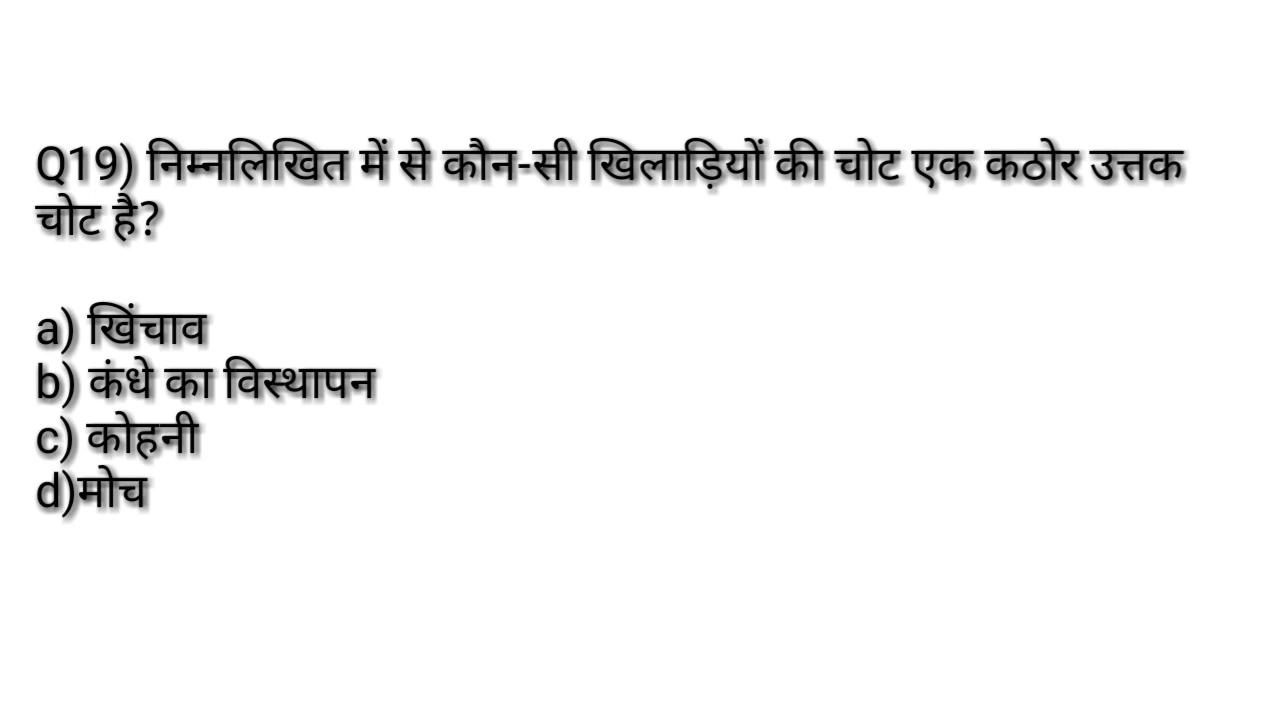 Q19) निम्नलिखित में से कौन-सी खिलाड़ियों की चोट एक कठोर उत्तक
चोट है?
a) खिंचाव
b) कंधे का विस्थापन
c) कोहनी
d)मोच